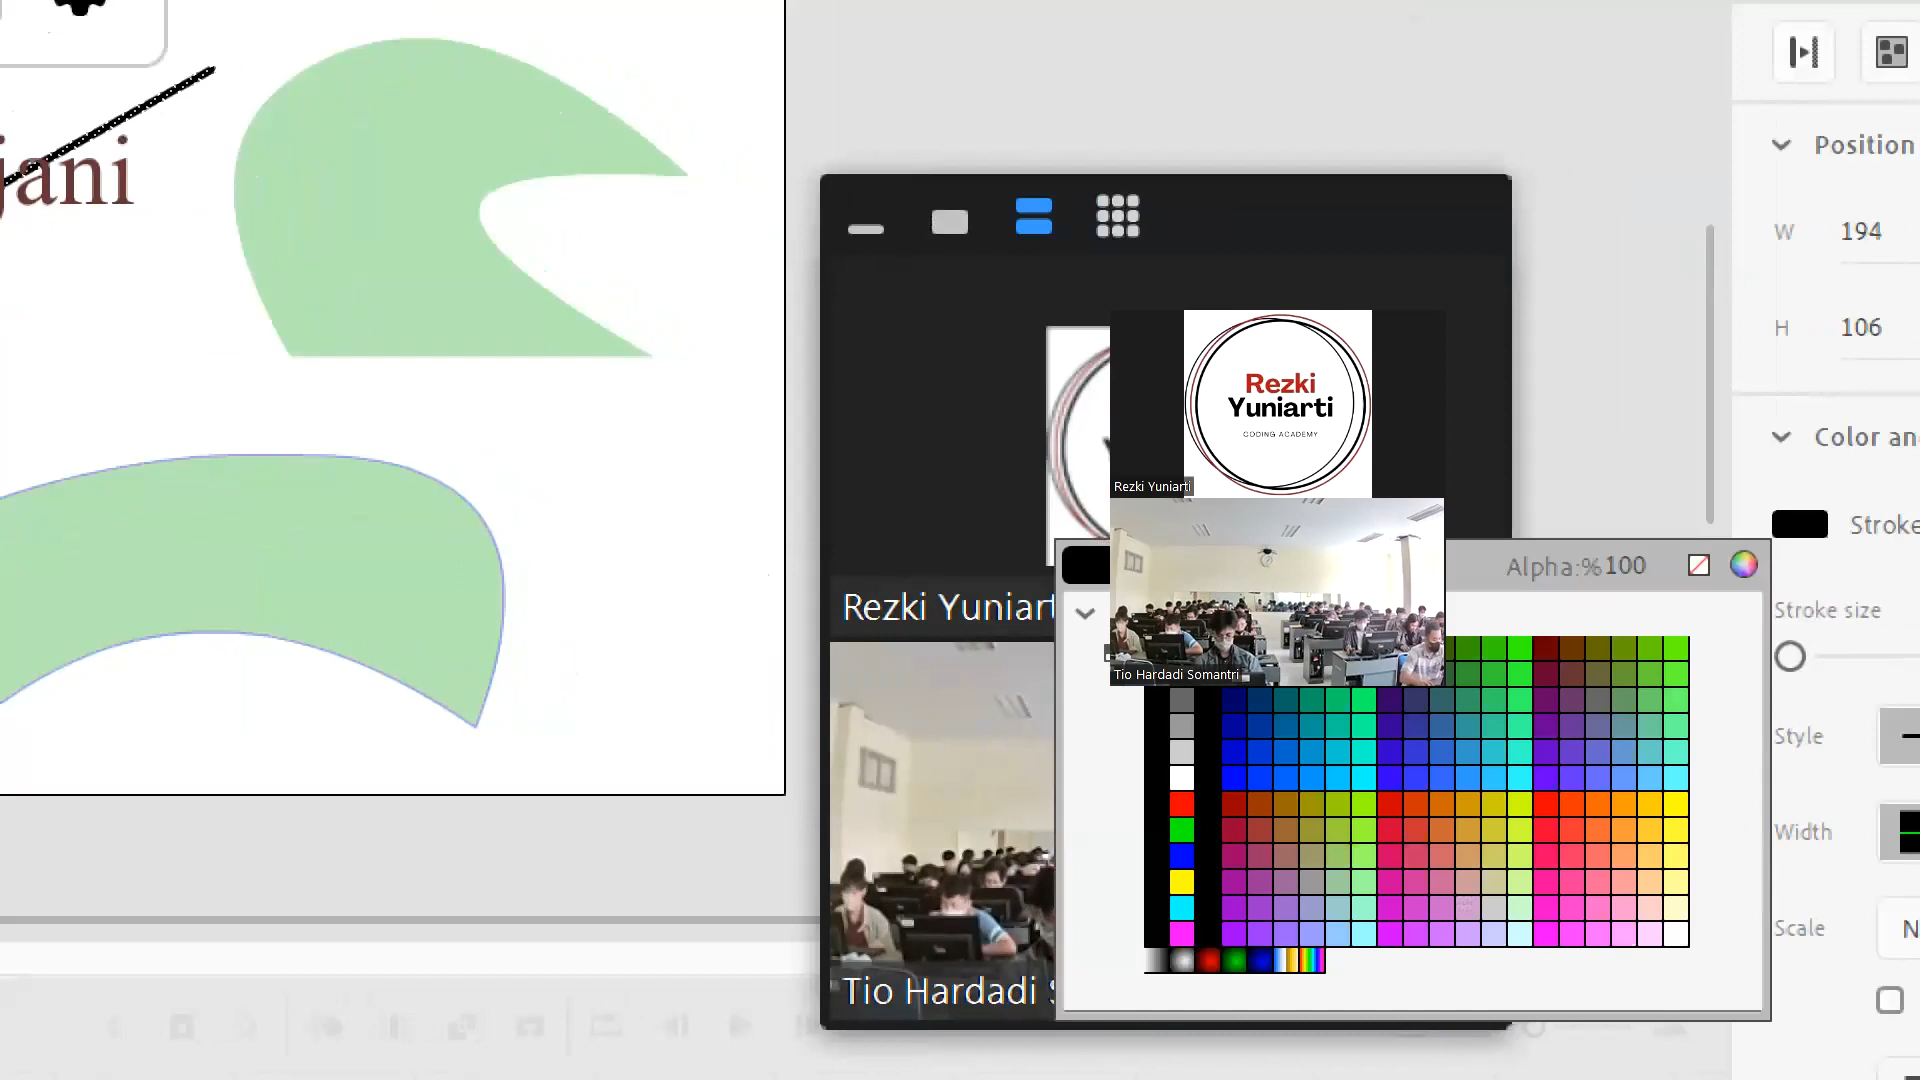 jani
Rezki
Yuniarti
CODING ACADEMY
Rezki Yuniarti
Rezki Yuniart
Tio Hardadi Somantri
Tio Hardadi S
Alpha:%100
Position
W 194
H 106
Color an
Stroke
Stroke size
Style
Width
Scale
N